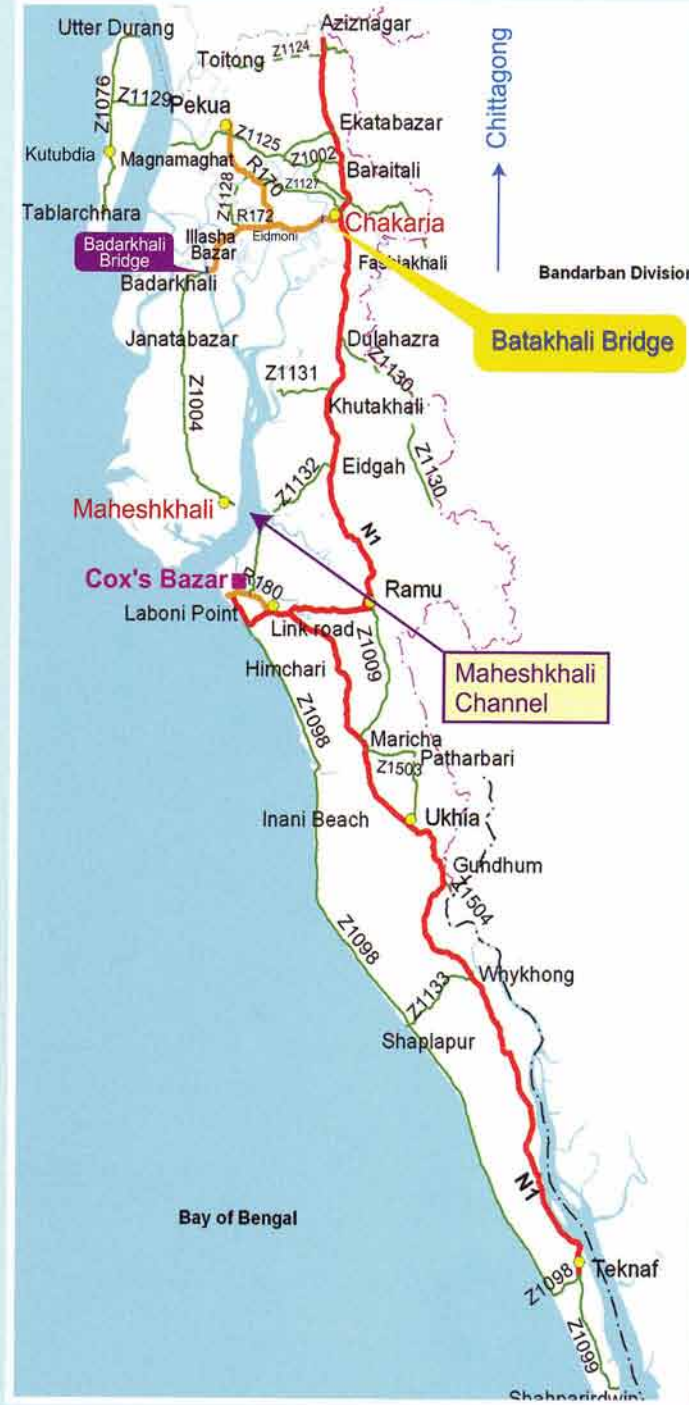 Utter Durang
Aziznagar
Toitong
Z1124
Z1076
Z1129
Pekua
Chittagong
Ekatabazar
Z1125
Kutubdia
Magnamaghat
Z1002
Baraitali
R170
Z1127
Z1128
Tablarchhara
R172
Chakaria
Illasha
Bazar
Eidmoni
Badarkhali
Bridge
Fashiakhali
Badarkhali
Bandarban Division
Janatabazar
Dulahazra
Batakhali Bridge
Z1131
Z1130
Z1004
Khutakhali
Z1130
Eidgah
Z1132
Maheshkhali
N1
Cox's Bazar
R180
Ramu
Laboni Point
Link road
Z1009
Himchari
Maheshkhali
Channel
Z1098
Maricha
Z1503
Patharbari
Inani Beach
Ukhia
Gundhum
Z1504
Z1098
Whykhong
Z1133
Shaplapur
N1
Bay of Bengal
Z1098
Teknaf
Z1099
Shahparirdwip